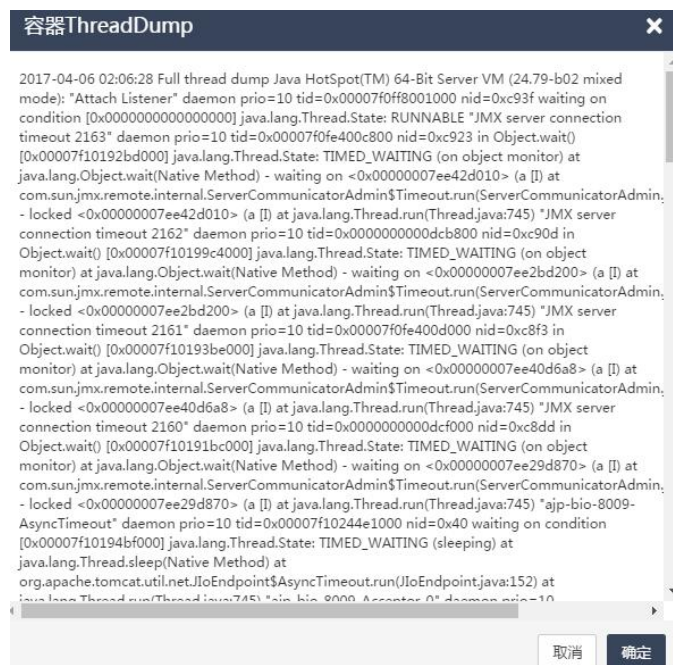 容器ThreadDump
2017-04-06 02:06:28 Full thread dump Java HotSpot(TM) 64-Bit Server VM (24.79-b02 mixed
mode): "Attach Listener" daemon prio=10 tid=0x00007f0ff8001000 nid=0xc93f waiting on
condition [0x0000000000000000] java.lang.Thread.State: RUNNABLE "JMX server connection
timeout 2163" daemon prio=10 tid=0x00007f0fe400c800 nid=0xc923 in Object.wait()
[0x00007f10192bd000] java.lang.Thread.State: TIMED_WAITING (on object monitor) at
java.lang.Object.wait(Native Method) - waiting on <0x00000007ee42d010> (a [I) at
com.sun.jmx.remote.internal.ServerCommunicatorAdmin$Timeout.run(ServerCommunicatorAdmin.
- locked <0x00000007ee42d010> (a [I) at java.lang.Thread.run(Thread.java:745) "JMX server
connection timeout 2162" daemon prio=10 tid=0x0000000000dcb800 nid=0xc90d in
Object.wait() [0x00007f10199c4000] java.lang.Thread.State: TIMED_WAITING (on object
monitor) at java.lang.Object.wait(Native Method) - waiting on <0x00000007ee2bd200> (a [I) at
com.sun.jmx.remote.internal.ServerCommunicatorAdmin$Timeout.run(ServerCommunicatorAdmin.
- locked <0x00000007ee2bd200> (a [I) at java.lang.Thread.run(Thread.java:745) "JMX server
connection timeout 2161" daemon prio=10 tid=0x00007f0fe400d000 nid=0xc8f3 in
Object.wait() [0x00007f10193be000] java.lang.Thread.State: TIMED_WAITING (on object
monitor) at java.lang.Object.wait(Native Method) - waiting on <0x00000007ee40d6a8> (a [I) at
com.sun.jmx.remote.internal.ServerCommunicatorAdmin$Timeout.run(ServerCommunicatorAdmin.
- locked <0x00000007ee40d6a8> (a [I) at java.lang.Thread.run(Thread.java:745) "JMX server
connection timeout 2160" daemon prio=10 tid=0x0000000000dcf000 nid=0xc8dd in
Object.wait() [0x00007f10191bc000] java.lang.Thread.State: TIMED_WAITING (on object
monitor) at java.lang.Object.wait(Native Method) - waiting on <0x00000007ee29d870> (a [I) at
com.sun.jmx.remote.internal.ServerCommunicatorAdmin$Timeout.run(ServerCommunicatorAdmin.
- locked <0x00000007ee29d870> (a [I) at java.lang.Thread.run(Thread.java:745) "ajp-bio-8009-
AsyncTimeout" daemon prio=10 tid=0x00007f10244e1000 nid=0x40 waiting on condition
[0x00007f10194bf000] java.lang.Thread.State: TIMED_WAITING (sleeping) at
java.lang.Thread.sleep(Native Method) at
org.apache.tomcat.util.net.JIoEndpoint$AsyncTimeout.run(JIoEndpoint.java:152) at
java.lang.Thread.run(Thread.java:745) "ajp-bio-8009-Acceptor-0" daemon prio=10
取消
确定